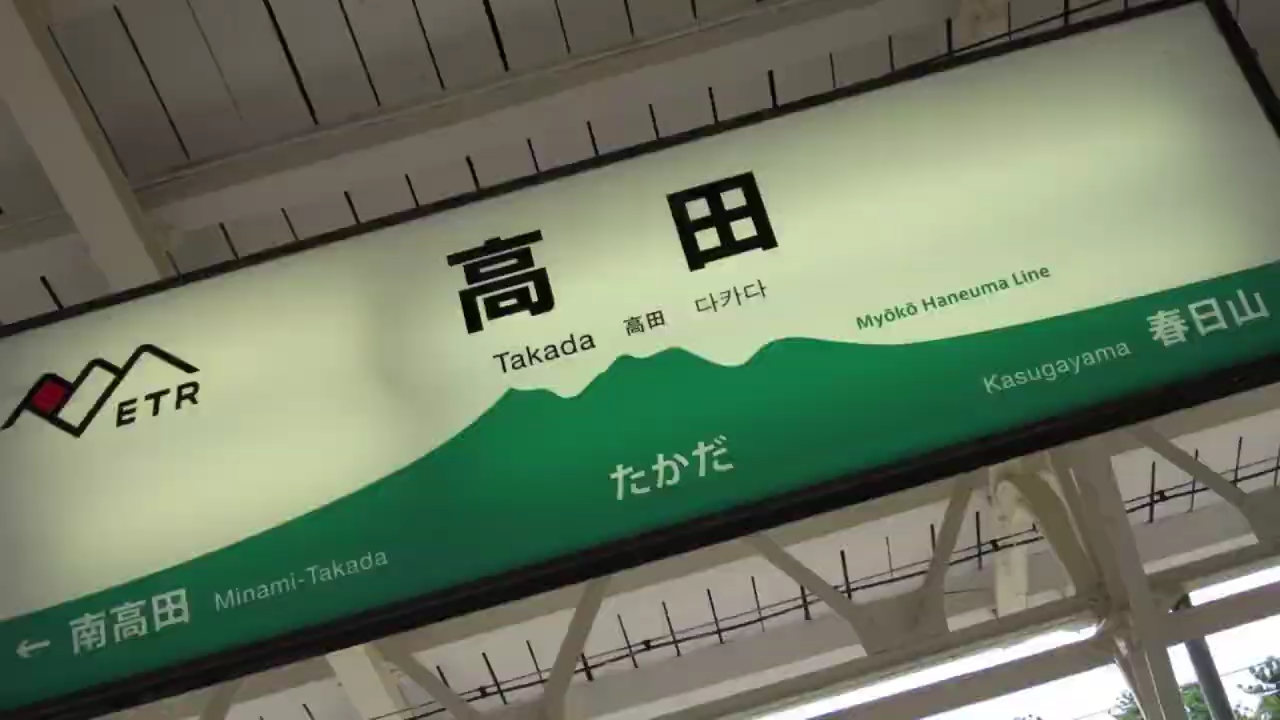 高田
Takada 高田 다카다
Myōkō Haneuma Line
ETR
たかだ
← 南高田 Minami-Takada
Kasugayama 春日山